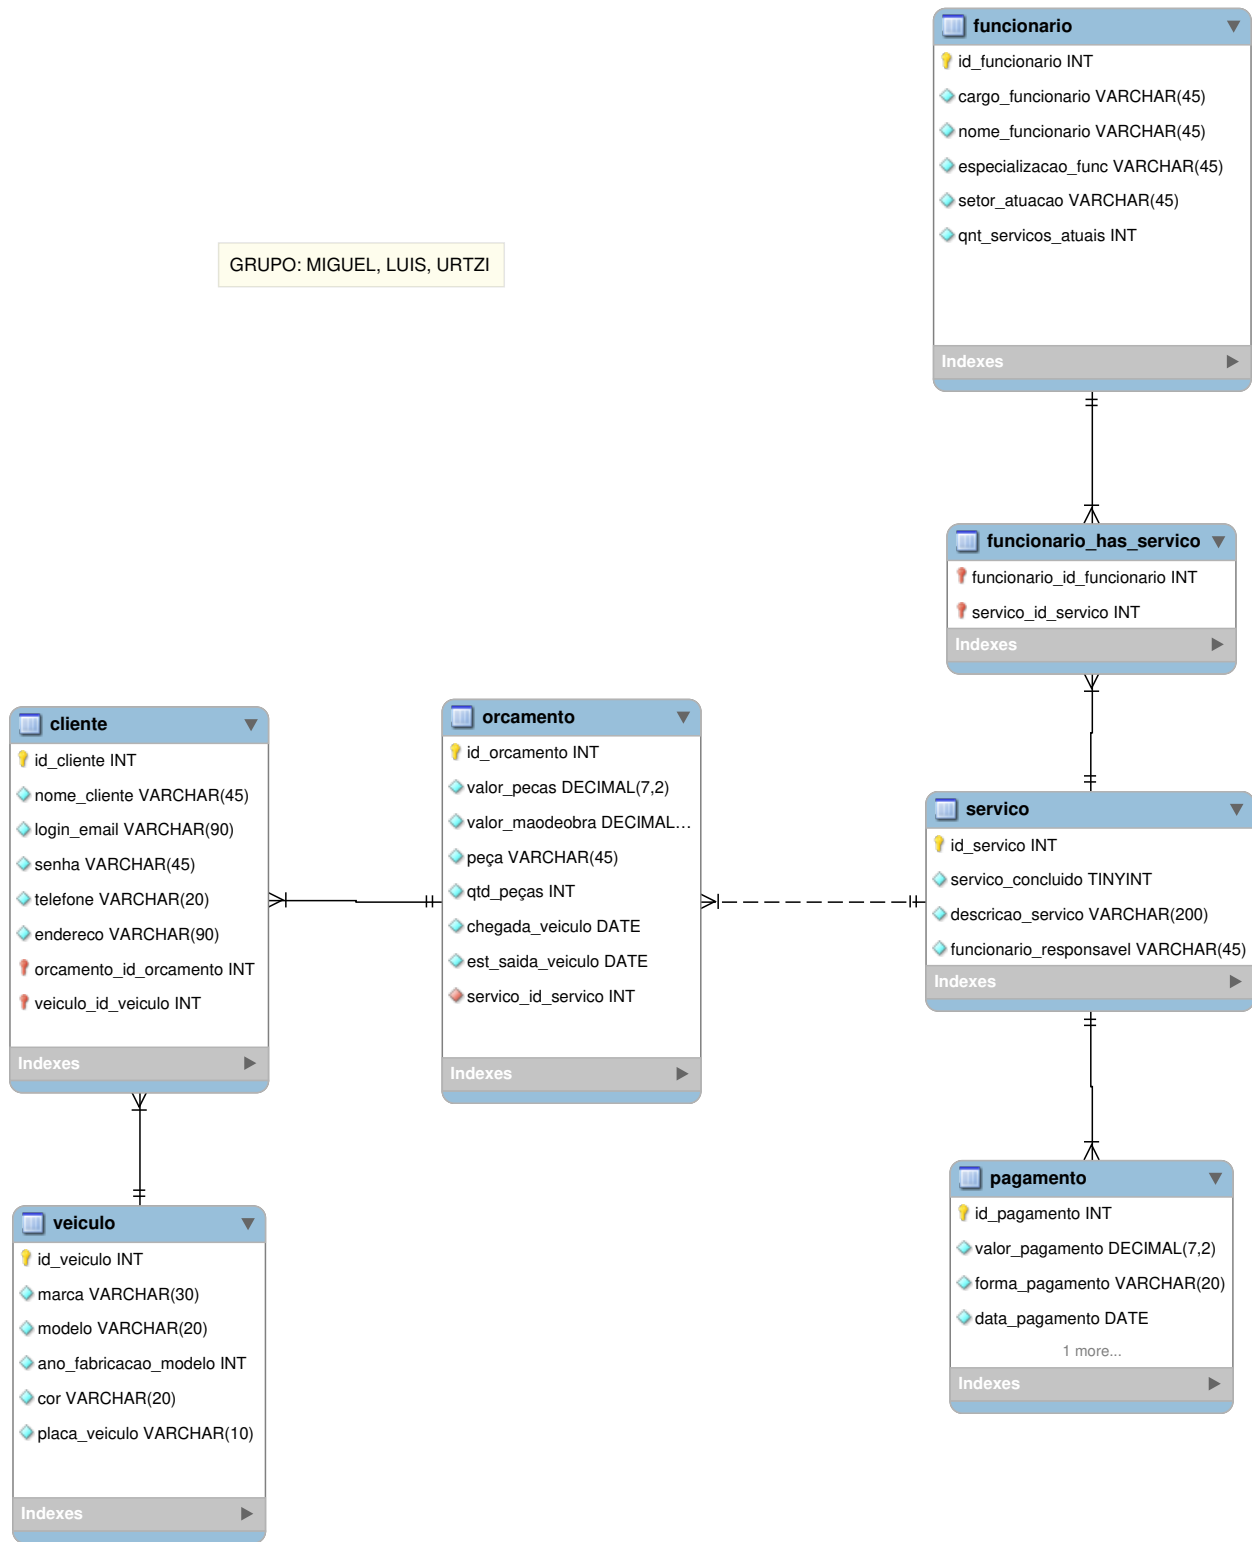 funcionario
id_funcionario INT
cargo_funcionario VARCHAR(45)
nome_funcionario VARCHAR(45)
especializacao_func VARCHAR(45)
setor_atuacao VARCHAR(45)
qnt_servicos_atuais INT
Indexes
GRUPO: MIGUEL, LUIS, URTZI
funcionario_has_servico
funcionario_id_funcionario INT
servico_id_servico INT
Indexes
cliente
id_cliente INT
nome_cliente VARCHAR(45)
login_email VARCHAR(90)
senha VARCHAR(45)
telefone VARCHAR(20)
endereco VARCHAR(90)
orcamento_id_orcamento INT
veiculo_id_veiculo INT
Indexes
orcamento
id_orcamento INT
valor_pecas DECIMAL(7,2)
valor_maodeobra DECIMAL...
peça VARCHAR(45)
qtd_peças INT
chegada_veiculo DATE
est_saida_veiculo DATE
servico_id_servico INT
Indexes
servico
id_servico INT
servico_concluido TINYINT
descricao_servico VARCHAR(200)
funcionario_responsavel VARCHAR(45)
Indexes
veiculo
id_veiculo INT
marca VARCHAR(30)
modelo VARCHAR(20)
ano_fabricacao_modelo INT
cor VARCHAR(20)
placa_veiculo VARCHAR(10)
Indexes
pagamento
id_pagamento INT
valor_pagamento DECIMAL(7,2)
forma_pagamento VARCHAR(20)
data_pagamento DATE
1 more...
Indexes